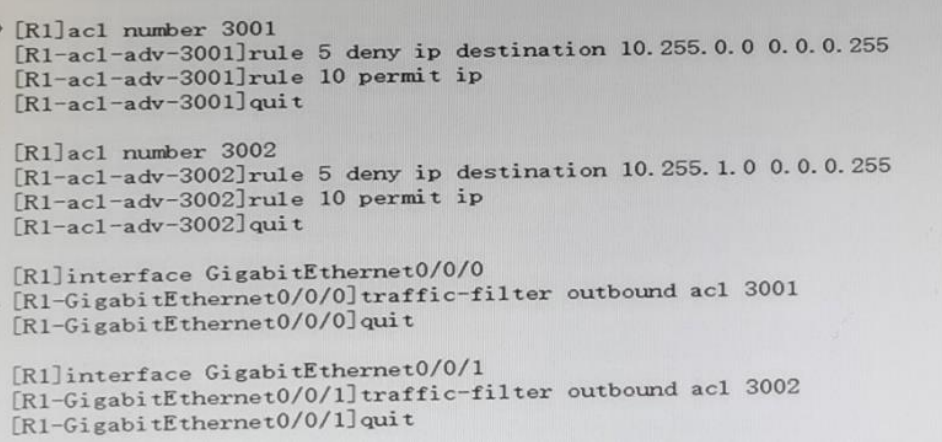 [R1]acl number 3001
[R1-acl-adv-3001]rule 5 deny ip destination 10.255.0.0 0.0.0.255
[R1-acl-adv-3001]rule 10 permit ip
[R1-acl-adv-3001]quit
[R1]acl number 3002
[R1-acl-adv-3002]rule 5 deny ip destination 10.255.1.0 0.0.0.255
[R1-acl-adv-3002]rule 10 permit ip
[R1-acl-adv-3002]quit
[R1]interface GigabitEthernet0/0/0
[R1-GigabitEthernet0/0/0]traffic-filter outbound acl 3001
[R1-GigabitEthernet0/0/0]quit
[R1]interface GigabitEthernet0/0/1
[R1-GigabitEthernet0/0/1]traffic-filter outbound acl 3002
[R1-GigabitEthernet0/0/1]quit